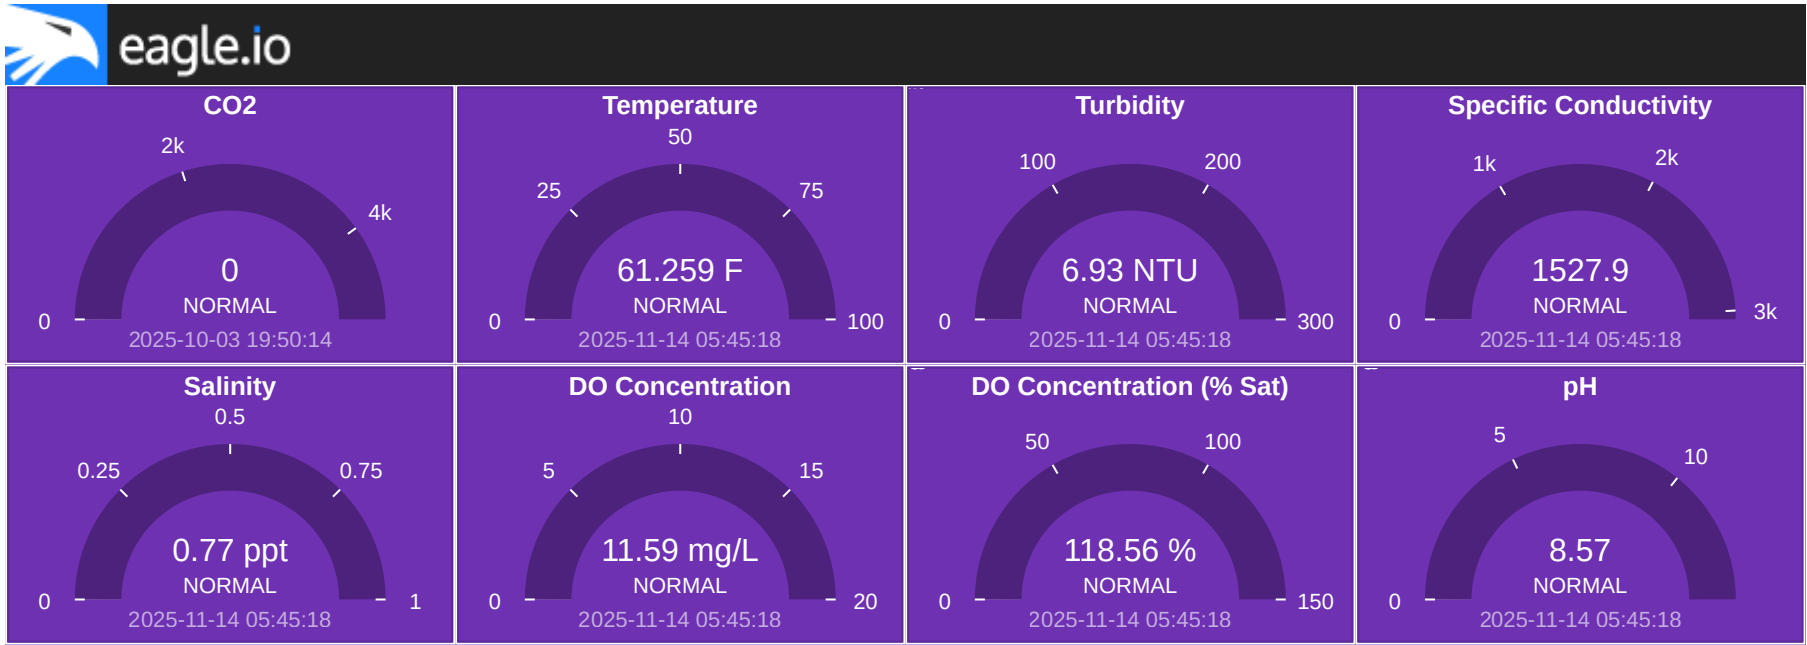 eagle.io
CO2
2k
4k
0
0
NORMAL
2025-10-03 19:50:14
Temperature
50
25
75
61.259 F
NORMAL
0
100
2025-11-14 05:45:18
Turbidity
100
200
6.93 NTU
NORMAL
0
300
2025-11-14 05:45:18
Specific Conductivity
1k
2k
1527.9
NORMAL
0
3k
2025-11-14 05:45:18
Salinity
0.5
0.25
0.75
0.77 ppt
NORMAL
0
1
2025-11-14 05:45:18
DO Concentration
10
5
15
11.59 mg/L
NORMAL
0
20
2025-11-14 05:45:18
DO Concentration (% Sat)
50
100
118.56 %
NORMAL
0
150
2025-11-14 05:45:18
pH
5
10
8.57
NORMAL
0
2025-11-14 05:45:18